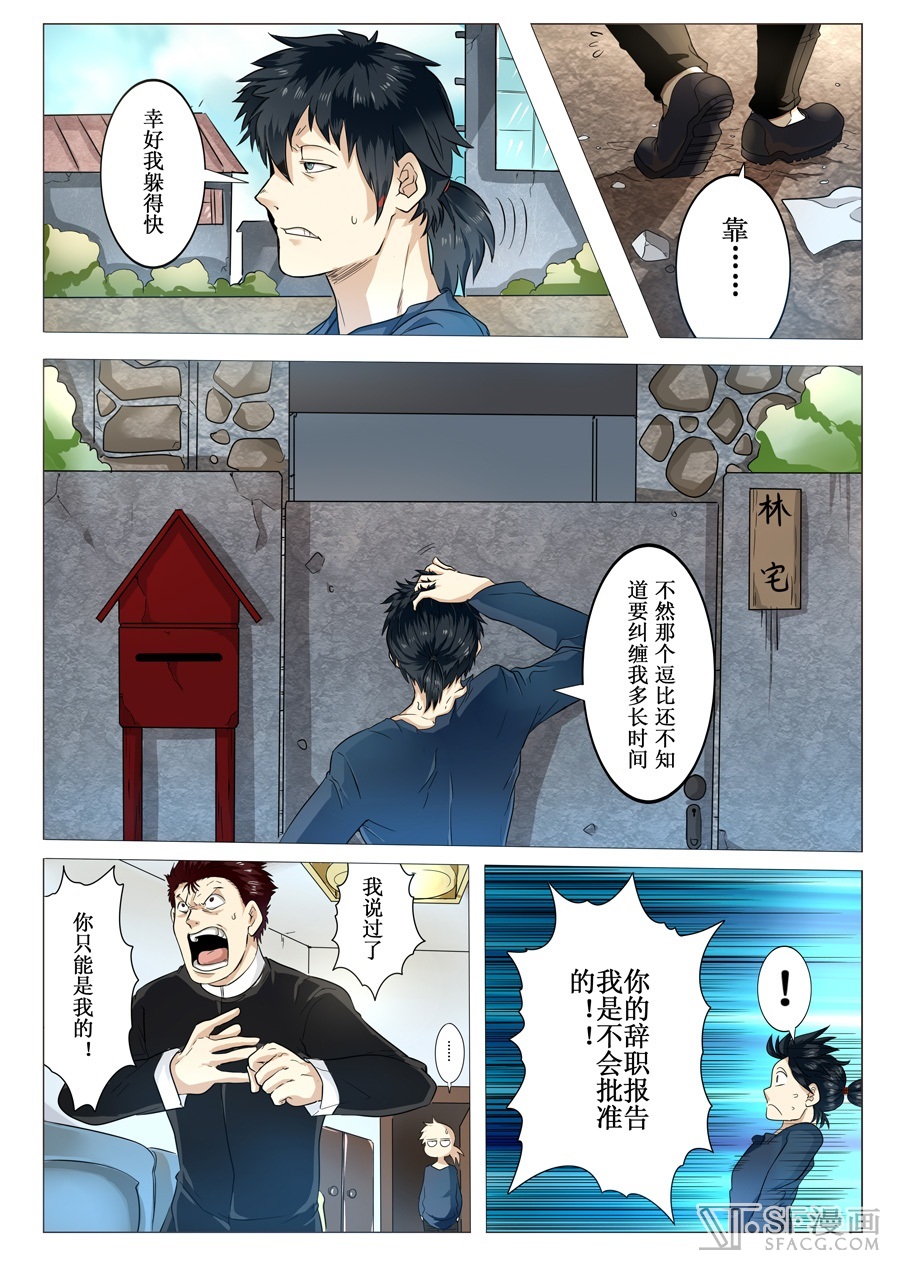 靠……
幸好我躲得快
不然那个逗比还不知
道要纠缠我多长时间
林宅
！
你的辞职报告
我是不会批准
的！！
我说过了
你只能是我的！
……
SF漫画
SFACG.COM